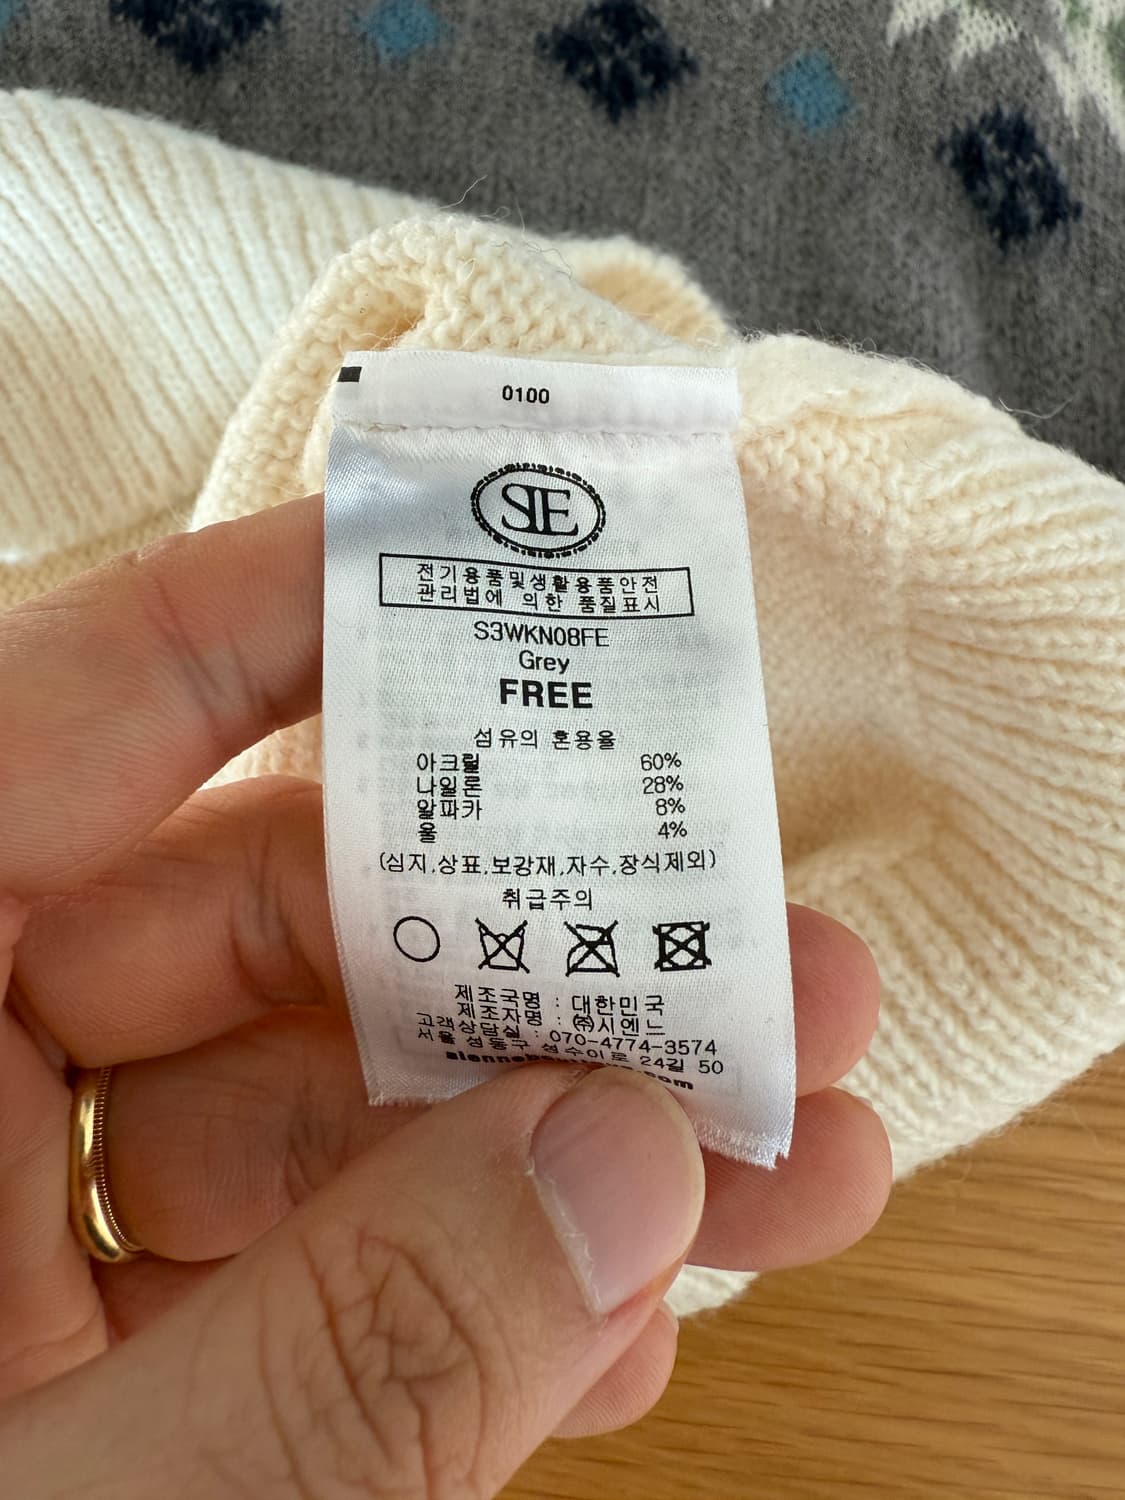 0100
SIE
전기용품및생활용품안전
관리법에 의한 품질표시
S3WKN08FE
Grey
FREE
섬유의 혼용율
아크릴 60%
나일론 28%
알파카 8%
울 4%
(심지,상표,보강재,자수,장식제외)
취급주의
제조국명 : 대한민국
제조자명 : ㈜시엔느
고객상담실 : 070-4774-3574
서울 성동구 성수이로 24길 50